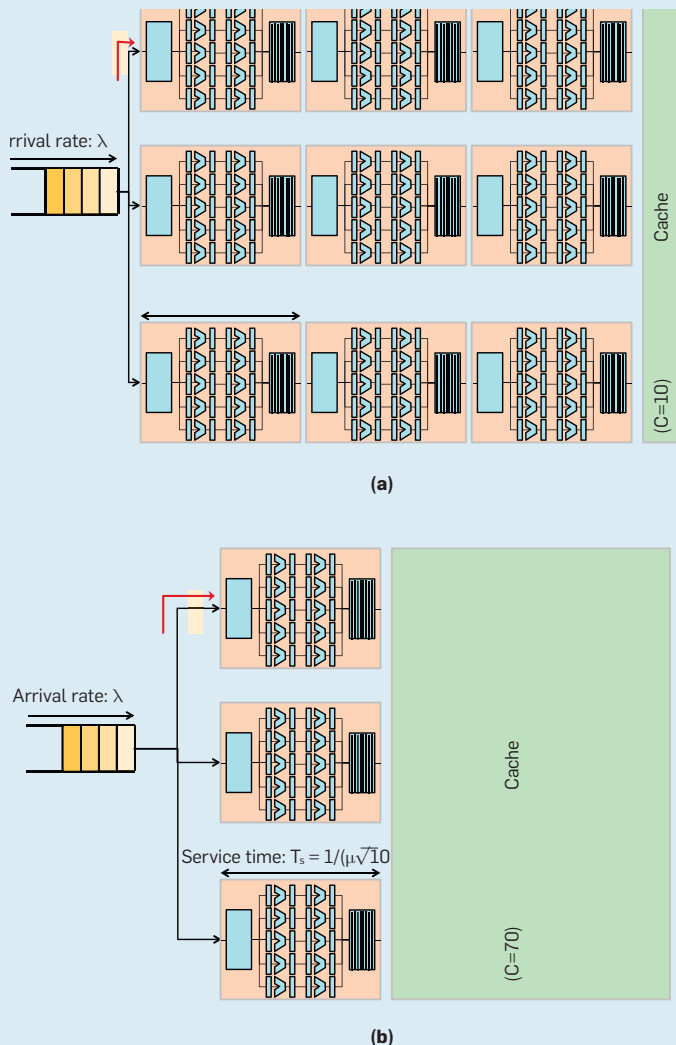 rrival rate: λ
Cache
(C=10)
(a)
Arrival rate: λ
Cache
Service time: Tₛ = 1/(μ√10
(C=70)
(b)